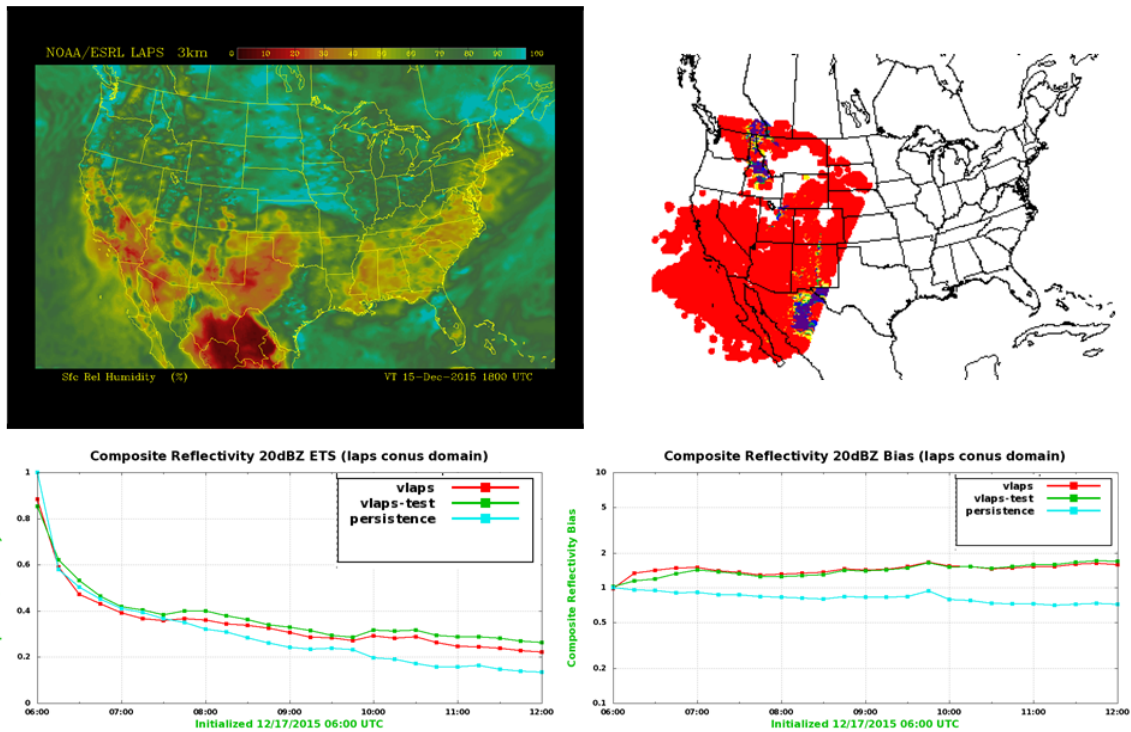 NOAA/ESRL LAPS 3km 0 10 20 30 40 50 60 70 80 90 100
Sfc Rel Humidity (%) VT 15-Dec-2015 1800 UTC
Composite Reflectivity 20dBZ ETS (laps conus domain)
1
0.8
0.6
0.4
0.2
0
vlaps
vlaps-test
persistence
06:00 07:00 08:00 09:00 10:00 11:00 12:00
Initialized 12/17/2015 06:00 UTC
Composite Reflectivity 20dBZ Bias (laps conus domain)
Composite Reflectivity Bias
10
5
2
1
0.5
0.2
0.1
vlaps
vlaps-test
persistence
06:00 07:00 08:00 09:00 10:00 11:00 12:00
Initialized 12/17/2015 06:00 UTC